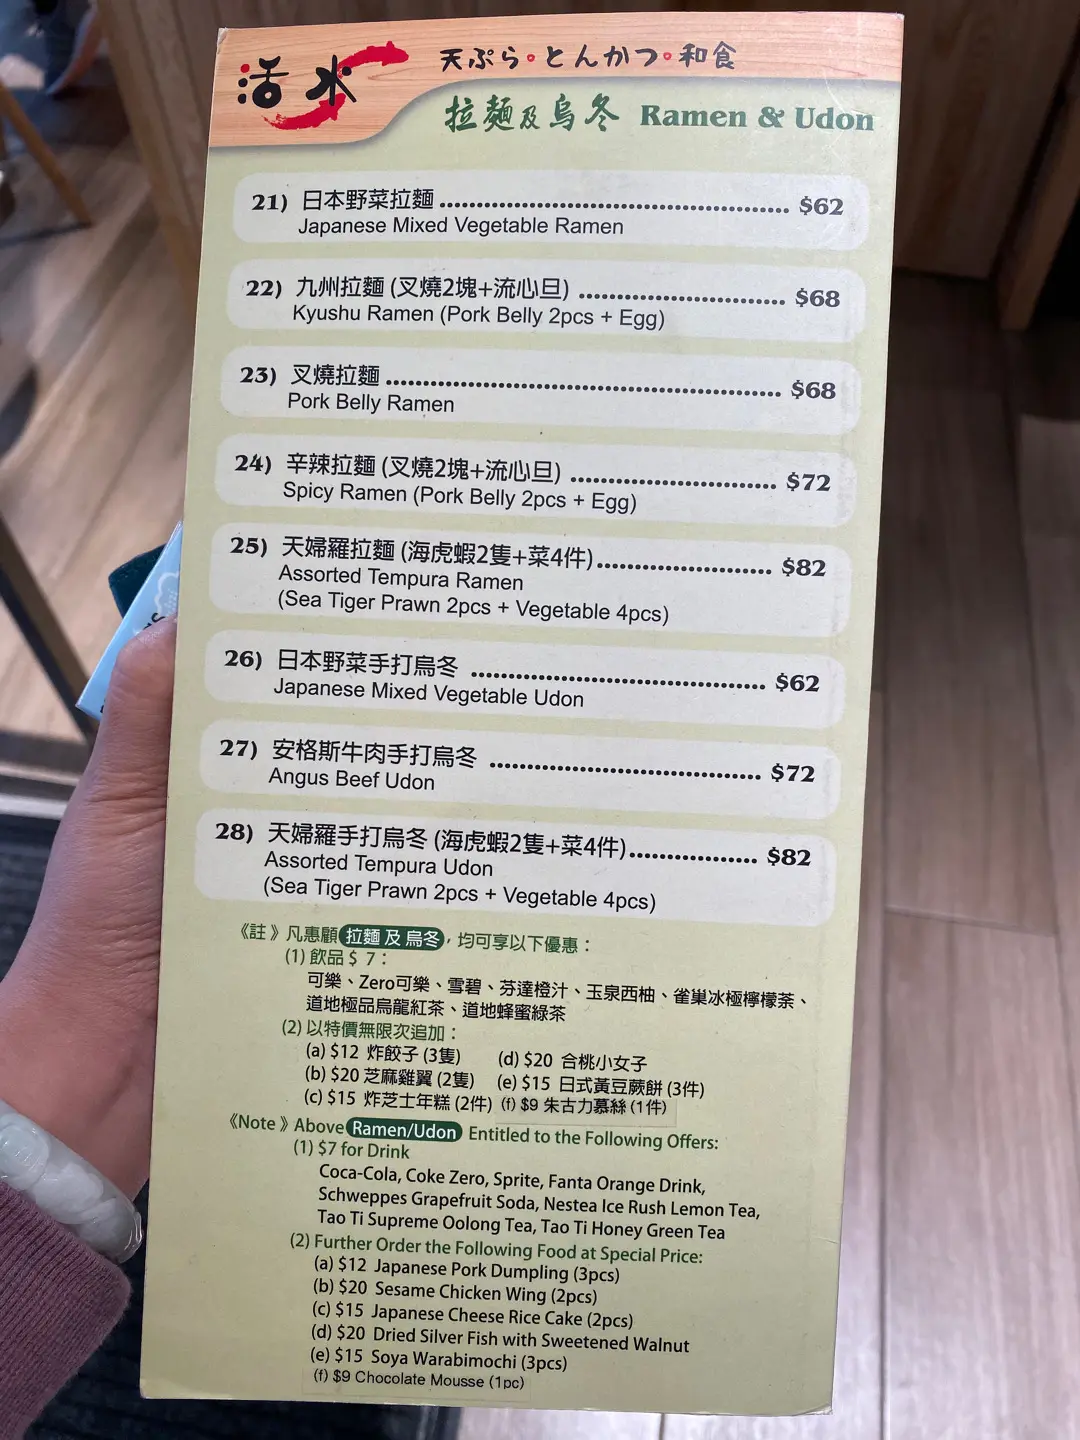 活水
天ぷら・とんかつ・和食
拉麵及烏冬 Ramen & Udon
21) 日本野菜拉麵 $62
Japanese Mixed Vegetable Ramen
22) 九州拉麵 (叉燒2塊+流心旦) $68
Kyushu Ramen (Pork Belly 2pcs + Egg)
23) 叉燒拉麵 $68
Pork Belly Ramen
24) 辛辣拉麵 (叉燒2塊+流心旦) $72
Spicy Ramen (Pork Belly 2pcs + Egg)
25) 天婦羅拉麵 (海虎蝦2隻+菜4件) $82
Assorted Tempura Ramen
(Sea Tiger Prawn 2pcs + Vegetable 4pcs)
26) 日本野菜手打烏冬 $62
Japanese Mixed Vegetable Udon
27) 安格斯牛肉手打烏冬 $72
Angus Beef Udon
28) 天婦羅手打烏冬 (海虎蝦2隻+菜4件) $82
Assorted Tempura Udon
(Sea Tiger Prawn 2pcs + Vegetable 4pcs)
《註》凡惠顧 拉麵及烏冬，均可享以下優惠：
(1) 飲品 $ 7：
可樂、Zero可樂、雪碧、芬達橙汁、玉泉西柚、雀巢冰極檸檬茶、
道地極品烏龍紅茶、道地蜂蜜綠茶
(2) 以特價無限次追加：
(a) $12 炸餃子 (3隻) (d) $20 合桃小女子
(b) $20 芝麻雞翼 (2隻) (e) $15 日式黃豆蕨餅 (3件)
(c) $15 炸芝士年糕 (2件) (f) $9 朱古力慕絲 (1件)
《Note》Above Ramen/Udon Entitled to the Following Offers:
(1) $7 for Drink
Coca-Cola, Coke Zero, Sprite, Fanta Orange Drink,
Schweppes Grapefruit Soda, Nestea Ice Rush Lemon Tea,
Tao Ti Supreme Oolong Tea, Tao Ti Honey Green Tea
(2) Further Order the Following Food at Special Price:
(a) $12 Japanese Pork Dumpling (3pcs)
(b) $20 Sesame Chicken Wing (2pcs)
(c) $15 Japanese Cheese Rice Cake (2pcs)
(d) $20 Dried Silver Fish with Sweetened Walnut
(e) $15 Soya Warabimochi (3pcs)
(f) $9 Chocolate Mousse (1pc)